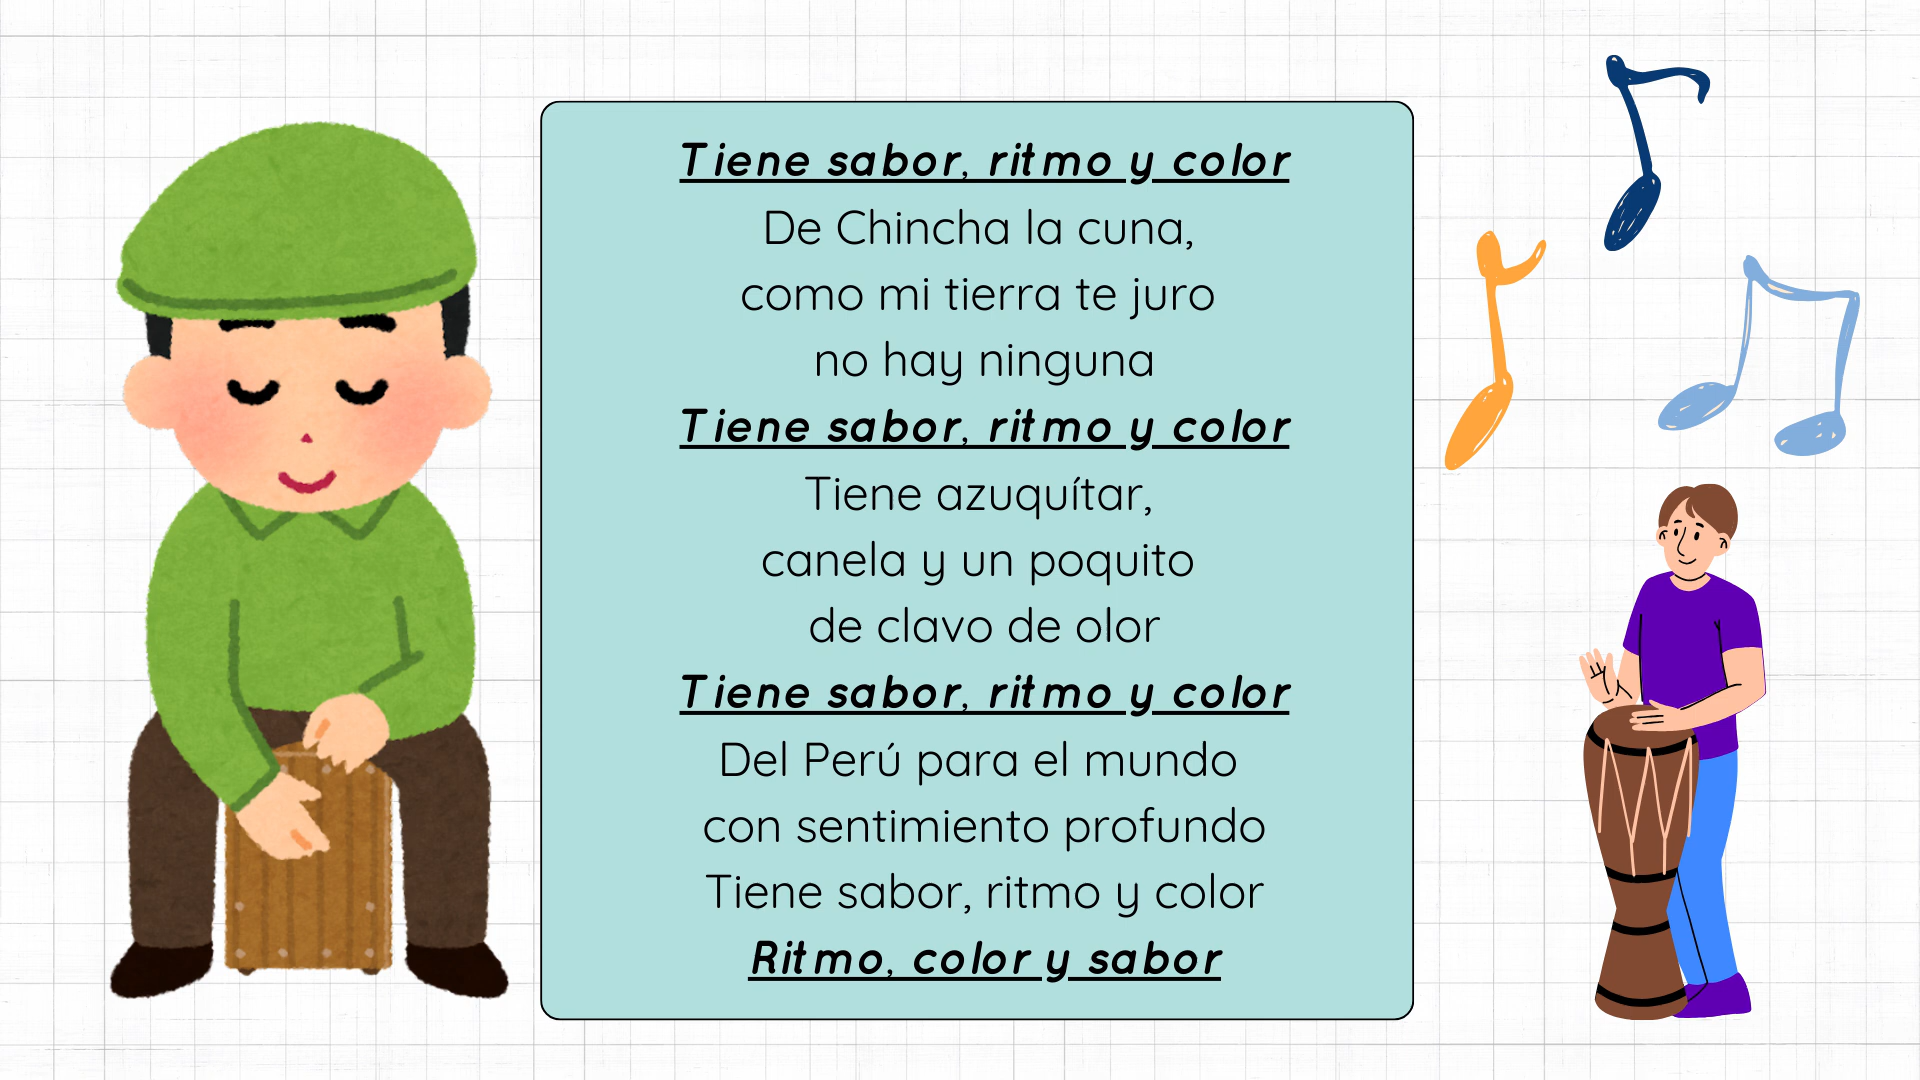 Tiene sabor, ritmo y color
De Chincha la cuna,
como mi tierra te juro
no hay ninguna
Tiene sabor, ritmo y color
Tiene azuquítar,
canela y un poquito
de clavo de olor
Tiene sabor, ritmo y color
Del Perú para el mundo
con sentimiento profundo
Tiene sabor, ritmo y color
Ritmo, color y sabor